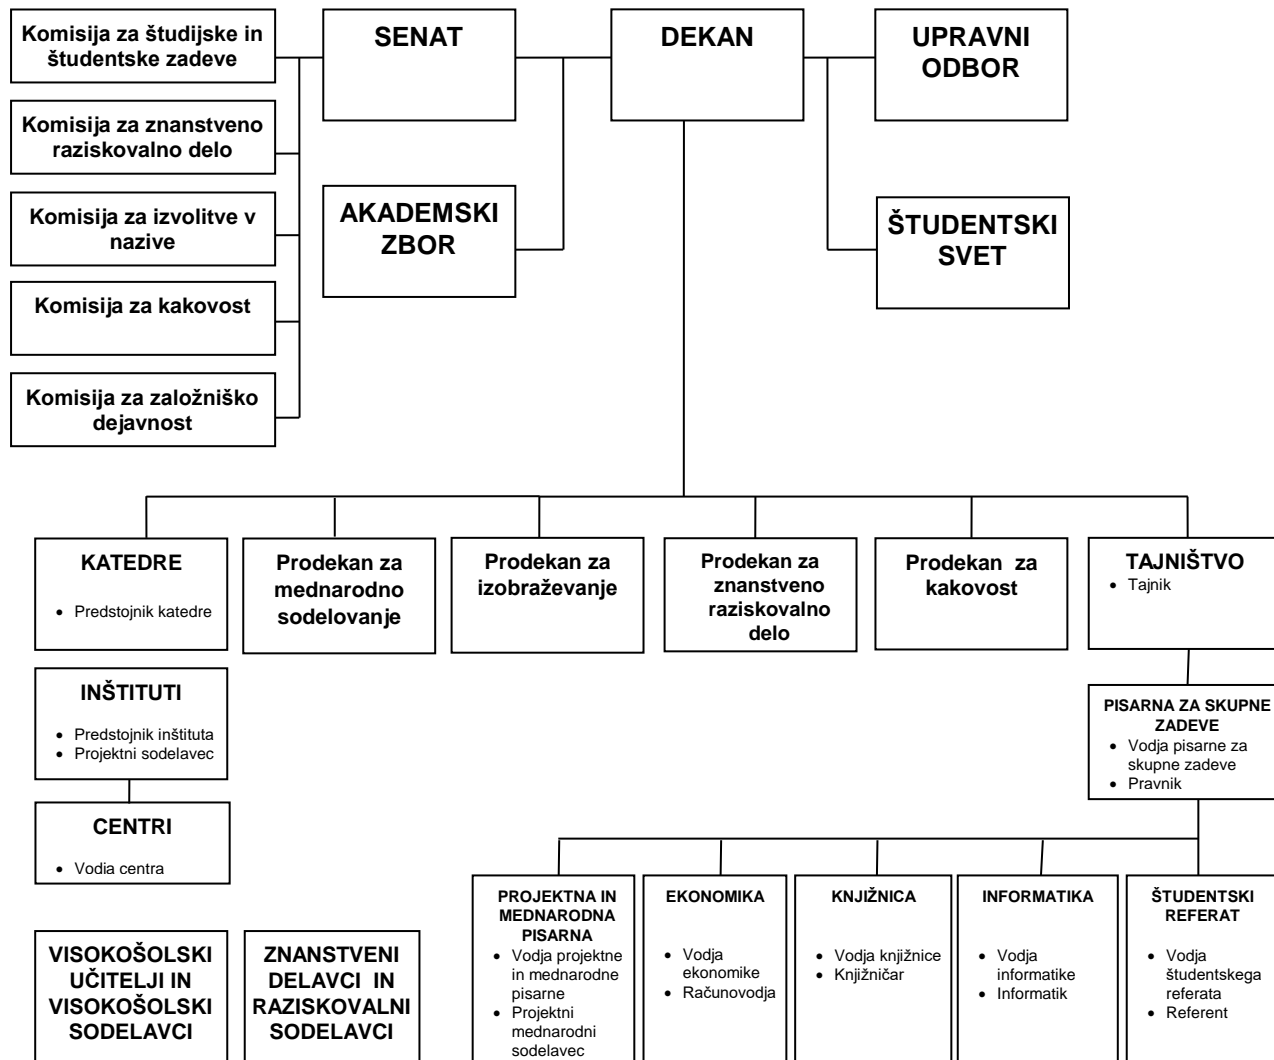 Komisija za študijske in
študentske zadeve
SENAT
DEKAN
UPRAVNI
ODBOR
Komisija za znanstveno
raziskovalno delo
Komisija za izvolitve v
nazive
AKADEMSKI
ZBOR
ŠTUDENTSKI
SVET
Komisija za kakovost
Komisija za založniško
dejavnost
KATEDRE
• Predstojnik katedre
Prodekan za
mednarodno
sodelovanje
Prodekan za
izobraževanje
Prodekan za
znanstveno
raziskovalno
delo
Prodekan za
kakovost
TAJNIŠTVO
• Tajnik
INŠTITUTI
• Predstojnik inštituta
• Projektni sodelavec
PISARNA ZA SKUPNE
ZADEVE
• Vodja pisarne za
skupne zadeve
• Pravnik
CENTRI
• Vodja centra
PROJEKTNA IN
MEDNARODNA
PISARNA
• Vodja projektne
in mednarodne
pisarne
• Projektni
mednarodni
sodelavec
EKONOMIKA
• Vodja
ekonomike
• Računovodja
KNJIŽNICA
• Vodja knjižnice
• Knjižničar
INFORMATIKA
• Vodja
informatike
• Informatik
ŠTUDENTSKI
REFERAT
• Vodja
študentskega
referata
• Referent
VISOKOŠOLSKI
UČITELJI IN
VISOKOŠOLSKI
SODELAVCI
ZNANSTVENI
DELAVCI IN
RAZISKOVALNI
SODELAVCI